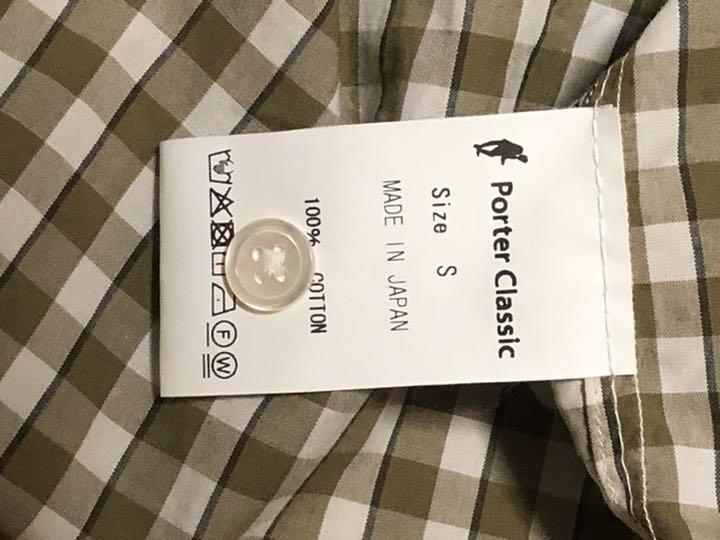 Porter Classic
Size S
MADE IN JAPAN
100% COTTON
F W